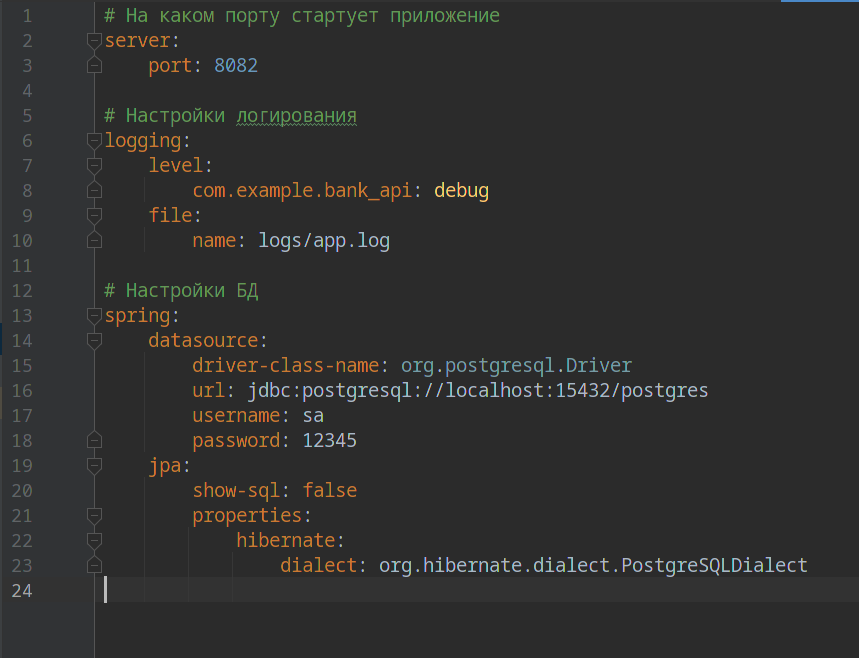 1 # На каком порту стартует приложение
2 server:
3     port: 8082
4
5 # Настройки логирования
6 logging:
7     level:
8         com.example.bank_api: debug
9     file:
10         name: logs/app.log
11
12 # Настройки БД
13 spring:
14     datasource:
15         driver-class-name: org.postgresql.Driver
16         url: jdbc:postgresql://localhost:15432/postgres
17         username: sa
18         password: 12345
19     jpa:
20         show-sql: false
21         properties:
22             hibernate:
23                 dialect: org.hibernate.dialect.PostgreSQLDialect
24